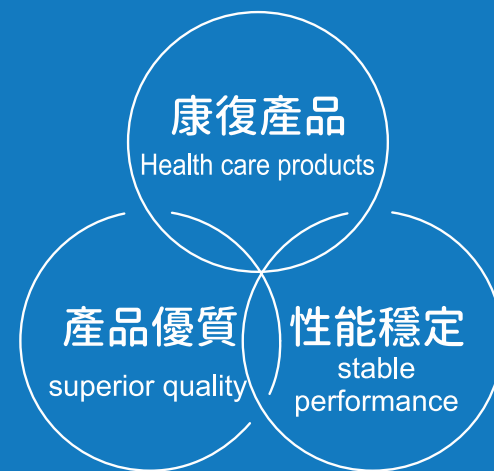 康復產品
Health care products
產品優質
superior quality
性能穩定
stable
performance